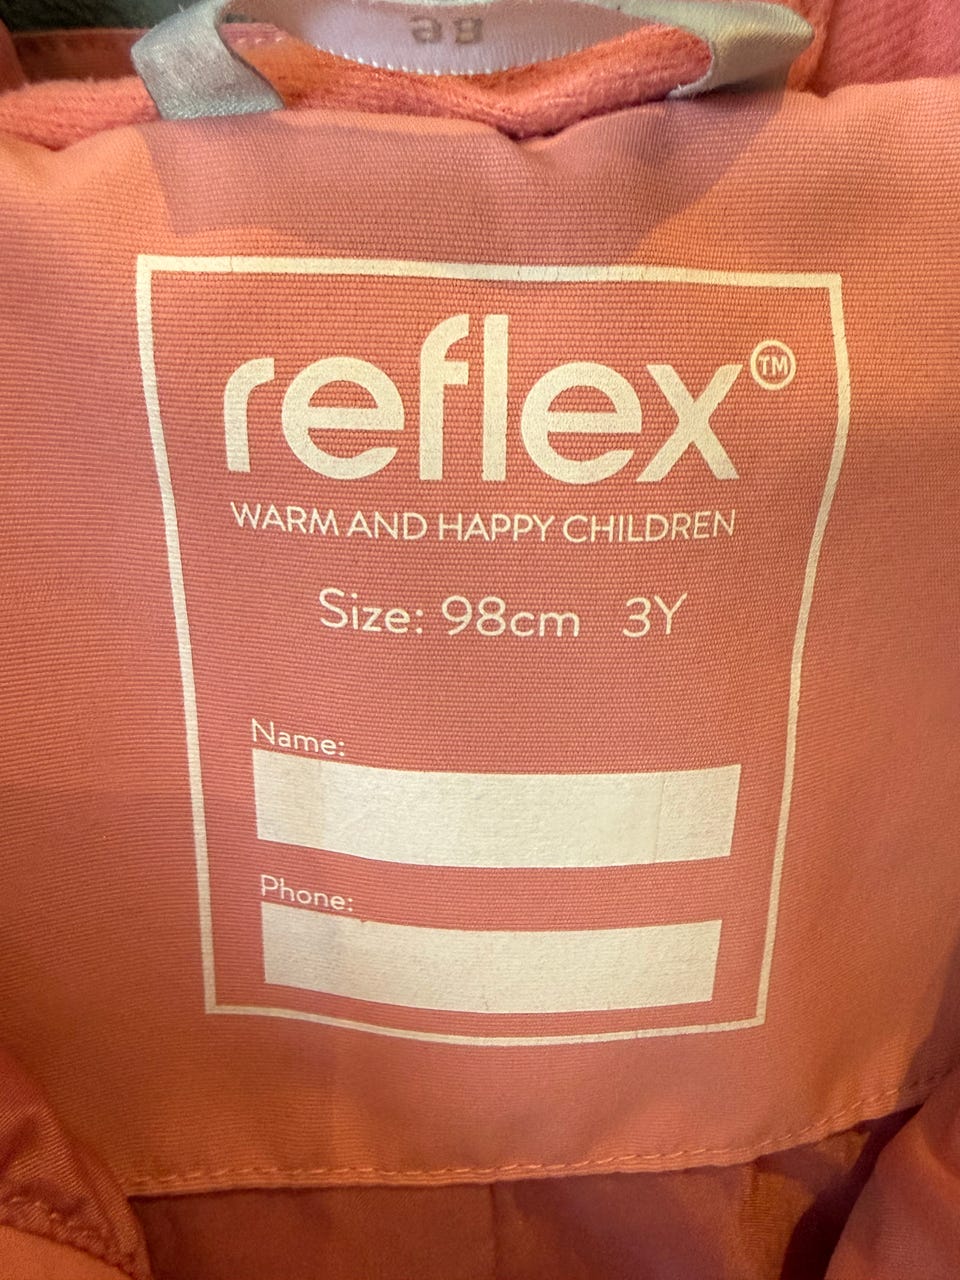 reflex™
WARM AND HAPPY CHILDREN
Size: 98cm 3Y
Name:
Phone: